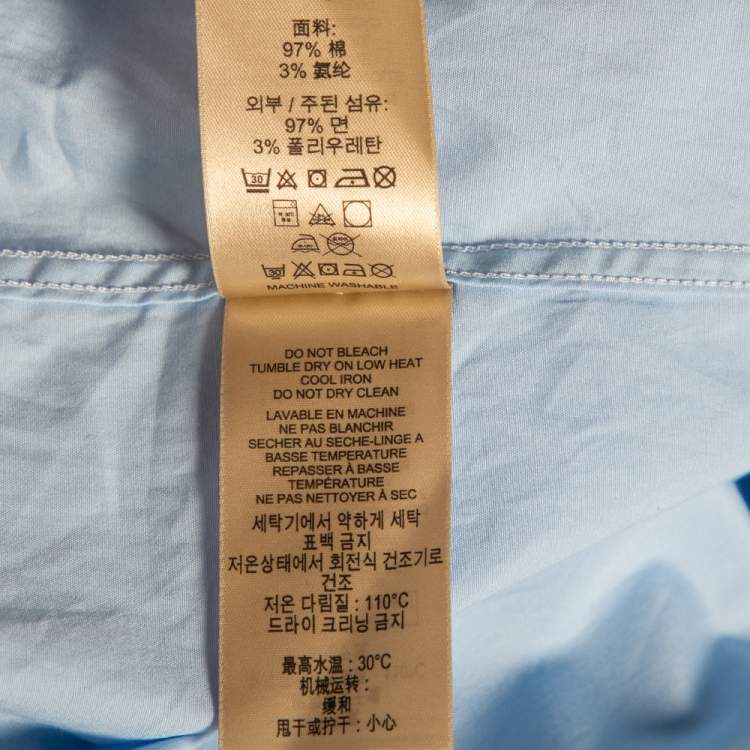 面料:
97% 棉
3% 氨纶
외부 / 주된 섬유:
97% 면
3% 폴리우레탄
30
MACHINE WASHABLE
DO NOT BLEACH
TUMBLE DRY ON LOW HEAT
COOL IRON
DO NOT DRY CLEAN
LAVABLE EN MACHINE
NE PAS BLANCHIR
SECHER AU SECHE-LINGE A
BASSE TEMPERATURE
REPASSER À BASSE
TEMPÉRATURE
NE PAS NETTOYER À SEC
세탁기에서 약하게 세탁
표백 금지
저온상태에서 회전식 건조기로
건조
저온 다림질 : 110°C
드라이 크리닝 금지
最高水温 : 30°C
机械运转 :
缓和
甩干或拧干 : 小心